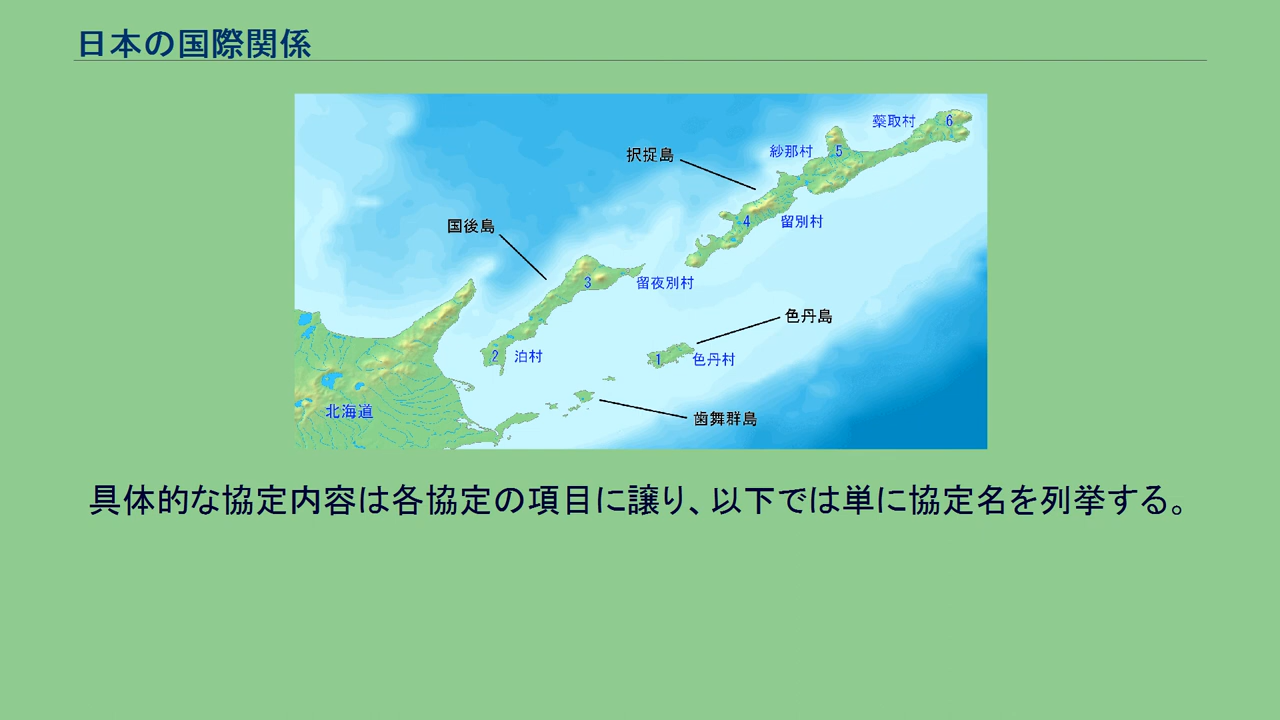 日本の国際関係
蘂取村
6
紗那村
5
択捉島
4
留別村
国後島
3
留夜別村
色丹島
2
泊村
1
色丹村
北海道
歯舞群島
具体的な協定内容は各協定の項目に譲り、以下では単に協定名を列挙する。